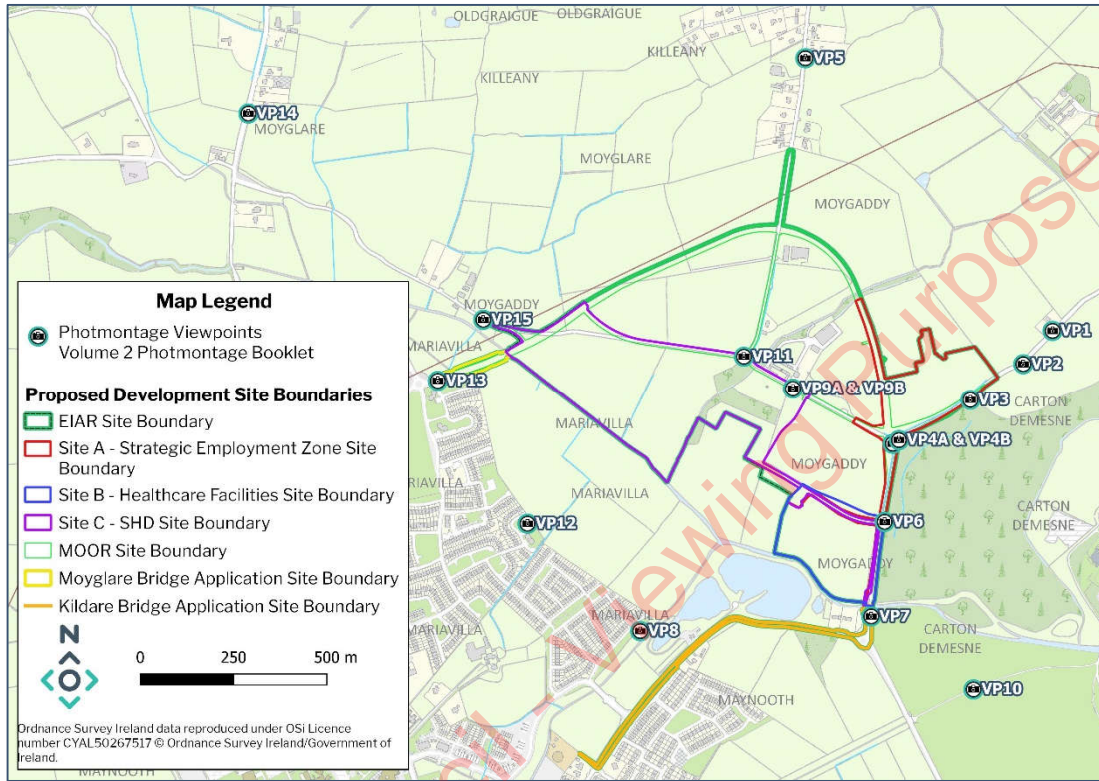 OLDGRAIGUE
OLDGRAIGUE
KILLEANY
KILLEANY
VP5
VP14
MOYGLARE
MOYGLARE
MOYGADDY
MOYGADDY
VP15
MARIAVILLA
VP13
VP11
VP9A & VP9B
VP1
VP2
VP3
CARTON
DEMESNE
VP4A & VP4B
MARIAVILLA
MOYGADDY
MARIAVILLA
MARIAVILLA
VP12
VP6
CARTON
DEMESNE
MOYGADDY
VP7
MARIAVILLA
MARIAVILLA
VP8
CARTON
DEMESNE
MAYNOOTH
VP10
MAYNOOTH
Map Legend
Photmontage Viewpoints
Volume 2 Photmontage Booklet
Proposed Development Site Boundaries
EIAR Site Boundary
Site A - Strategic Employment Zone Site
Boundary
Site B - Healthcare Facilities Site Boundary
Site C - SHD Site Boundary
MOOR Site Boundary
Moyglare Bridge Application Site Boundary
Kildare Bridge Application Site Boundary
N
0 250 500 m
Ordnance Survey Ireland data reproduced under OSi Licence
number CYAL50267517 © Ordnance Survey Ireland/Government of
Ireland.
Viewing Purposes